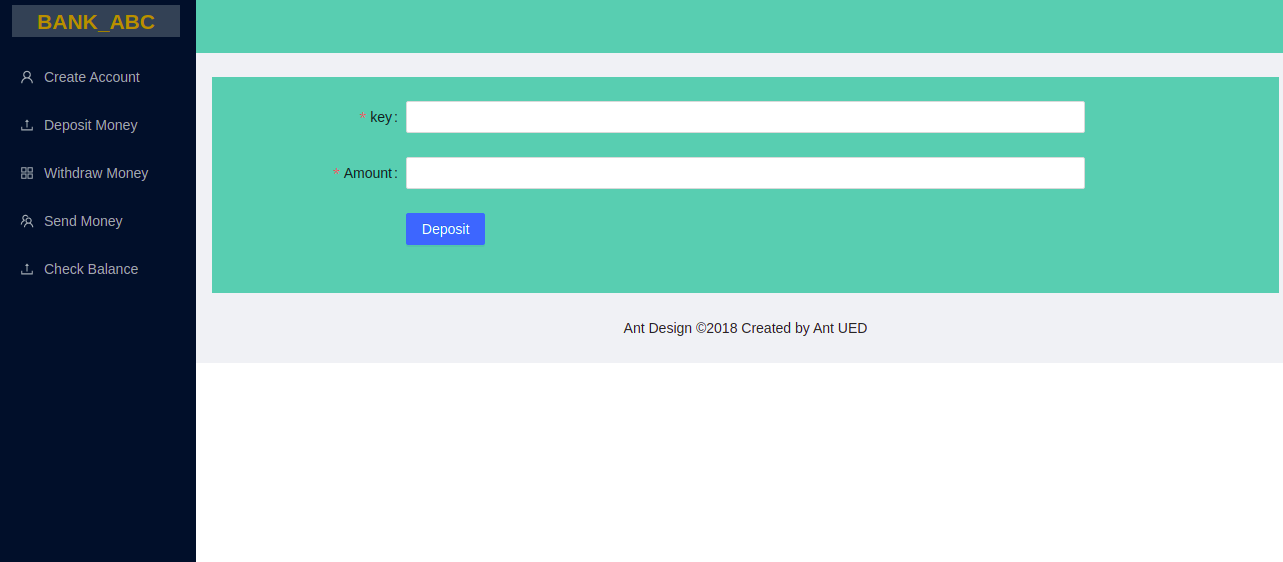 BANK_ABC
Create Account
Deposit Money
Withdraw Money
Send Money
Check Balance
* key:
* Amount:
Deposit
Ant Design ©2018 Created by Ant UED